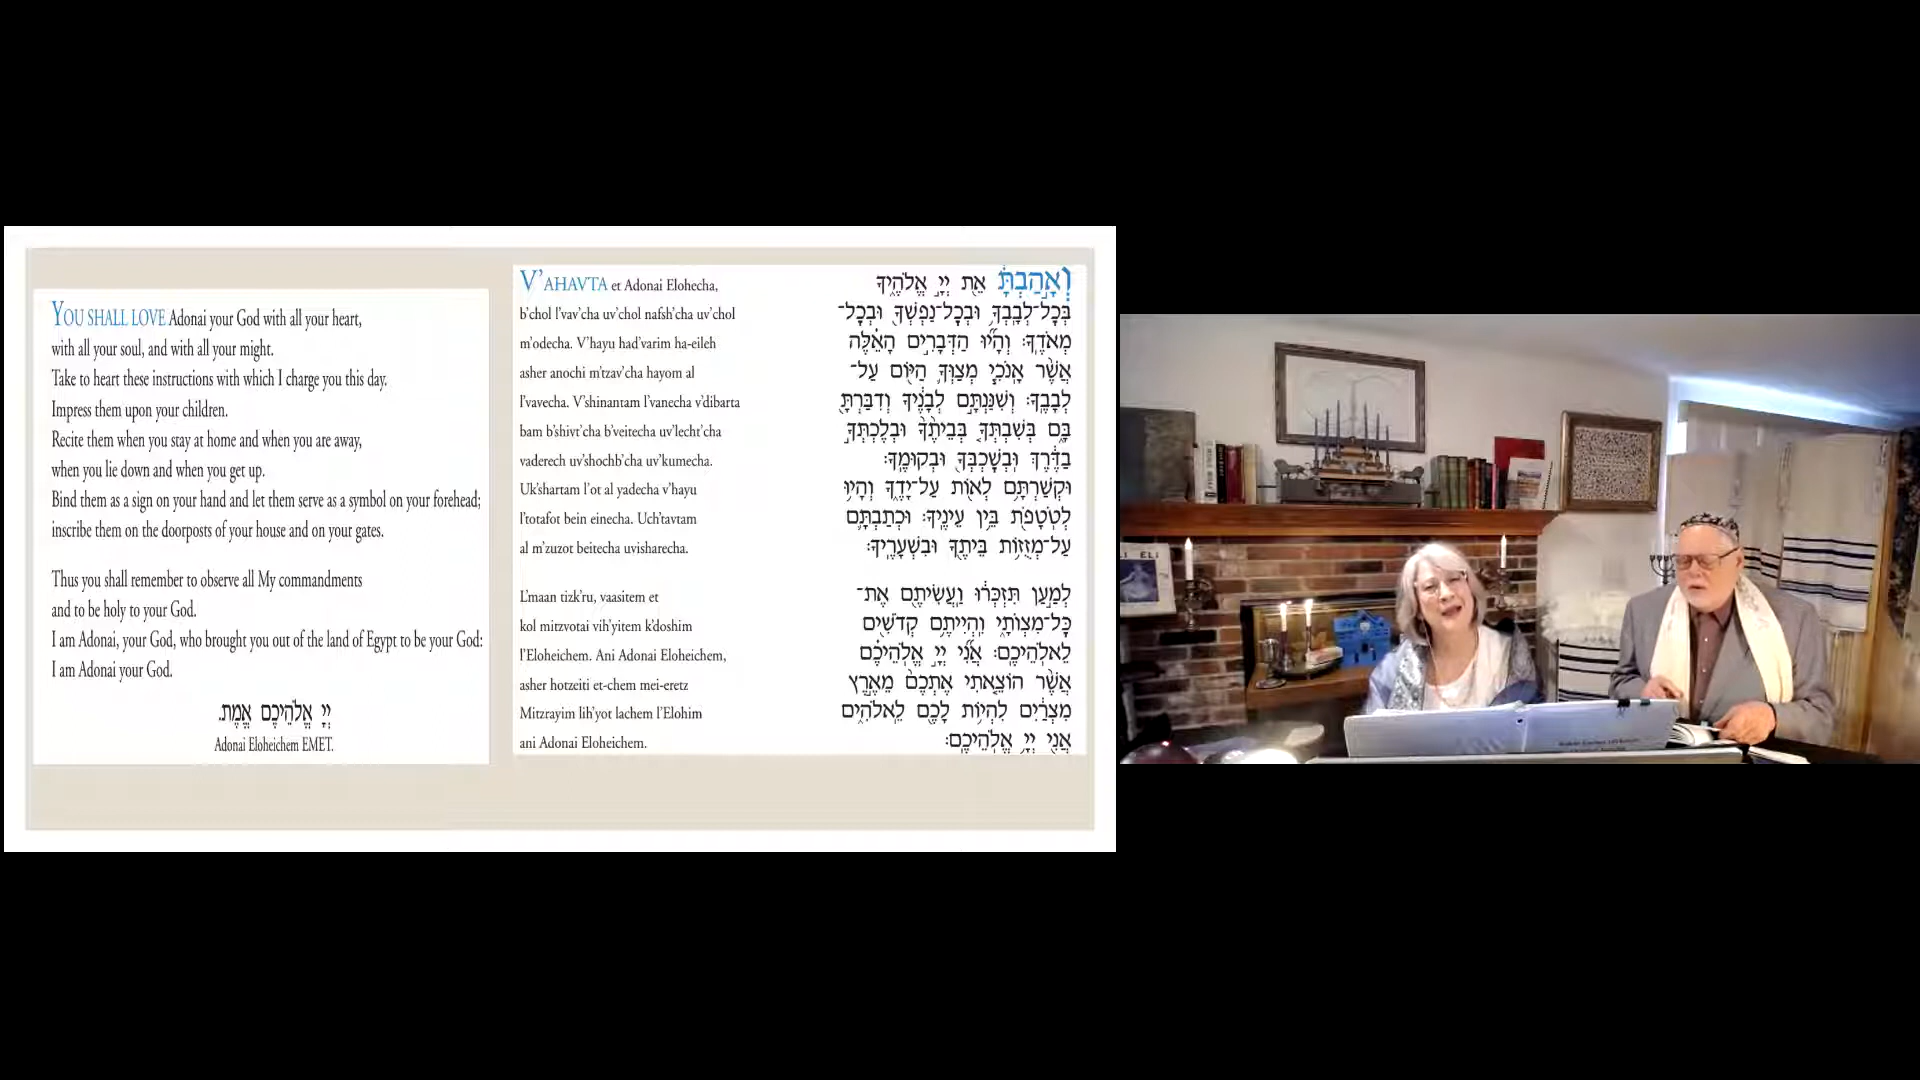 YOU SHALL LOVE Adonai your God with all your heart,
with all your soul, and with all your might.
Take to heart these instructions with which I charge you this day.
Impress them upon your children.
Recite them when you stay at home and when you are away,
when you lie down and when you get up.
Bind them as a sign on your hand and let them serve as a symbol on your forehead;
inscribe them on the doorposts of your house and on your gates.
Thus you shall remember to observe all My commandments
and to be holy to your God.
I am Adonai, your God, who brought you out of the land of Egypt to be your God:
I am Adonai your God.
יְיָ אֱלֹהֵיכֶם אֱמֶת.
Adonai Eloheichem EMET.
V'AHAVTA et Adonai Elohecha,
b'chol l'vav'cha uv'chol nafsh'cha uv'chol
m'odecha. V'hayu had'varim ha-eileh
asher anochi m'tzav'cha hayom al
l'vavecha. V'shinantam l'vanecha v'dibarta
bam b'shivt'cha b'veitecha uv'lecht'cha
vaderech uv'shochb'cha uv'kumecha.
Uk'shartam l'ot al yadecha v'hayu
l'totafot bein einecha. Uch'tavtam
al m'zuzot beitecha uvisharecha.
L'maan tizk'ru, vaasitem et
kol mitzvotai vih'yitem k'doshim
l'Eloheichem. Ani Adonai Eloheichem,
asher hotzeiti et-chem mei-eretz
Mitzrayim lih'yot lachem l'Elohim
ani Adonai Eloheichem.
וְאָ֣הַבְתָּ֔ אֵ֖ת יְיָ֣ אֱלֹהֶ֑יךָ
בְּכׇל־לְבָֽבְךָ֥ וּבְכׇל־נַפְשְׁךָ֖ וּבְכׇל־
מְאֹדֶֽךָ׃ וְהָי֞וּ הַדְּבָרִ֣ים הָאֵ֗לֶּה
אֲשֶׁ֨ר אָֽנֹכִ֧י מְצַוְּךָ֛ הַיּ֖וֹם עַל־
לְבָבֶֽךָ׃ וְשִׁנַּנְתָּ֣ם לְבָנֶ֔יךָ וְדִבַּרְתָּ֖
בָּ֑ם בְּשִׁבְתְּךָ֤ בְּבֵיתֶ֙ךָ֙ וּבְלֶכְתְּךָ֣
בַדֶּ֔רֶךְ וּֽבְשָׁכְבְּךָ֖ וּבְקוּמֶֽךָ׃
וּקְשַׁרְתָּ֥ם לְא֖וֹת עַל־יָדֶ֑ךָ וְהָי֥וּ
לְטֹטָפֹ֖ת בֵּ֥ין עֵינֶֽיךָ׃ וּכְתַבְתָּ֛ם
עַל־מְזֻז֥וֹת בֵּיתֶ֖ךָ וּבִשְׁעָרֶֽיךָ׃
לְמַ֣עַן תִּזְכְּר֔וּ וַעֲשִׂיתֶ֖ם אֶת־
כׇּל־מִצְוֺתָ֑י וִהְיִיתֶ֥ם קְדֹשִׁ֖ים
לֵאלֹֽהֵיכֶֽם׃ אֲנִ֞י יְיָ֣ אֱלֹֽהֵיכֶ֗ם
אֲשֶׁ֨ר הוֹצֵ֤אתִי אֶתְכֶם֙ מֵאֶ֣רֶץ
מִצְרַ֔יִם לִהְי֥וֹת לָכֶ֖ם לֵאלֹהִ֑ים
אֲנִ֖י יְיָ֥ אֱלֹהֵיכֶֽם׃
ELI